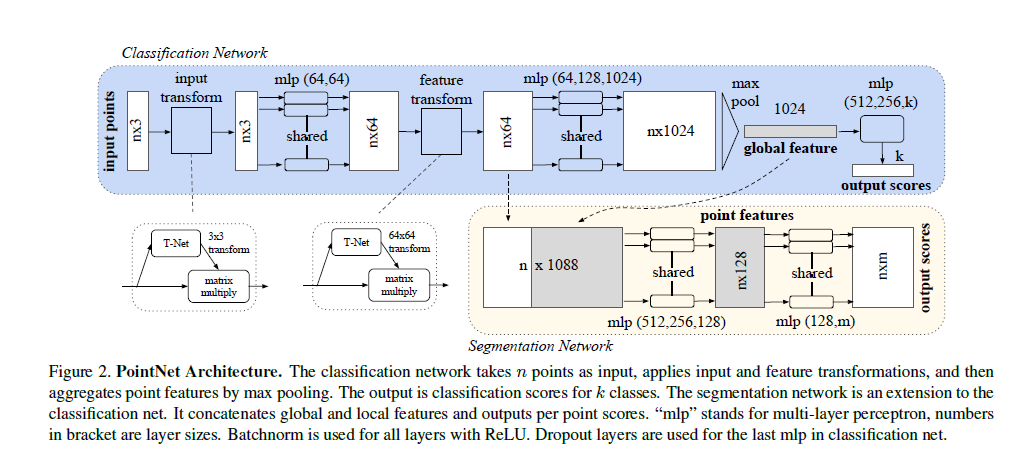 Classification Network
input points
nx3
input
transform
nx3
mlp (64,64)
shared
nx64
feature
transform
nx64
mlp (64,128,1024)
shared
nx1024
max
pool
1024
global feature
mlp
(512,256,k)
k
output scores
T-Net
3x3
transform
matrix
multiply
T-Net
64x64
transform
matrix
multiply
point features
n x 1088
shared
mlp (512,256,128)
nx128
shared
mlp (128,m)
nxm
output scores
Segmentation Network
Figure 2. PointNet Architecture. The classification network takes n points as input, applies input and feature transformations, and then
aggregates point features by max pooling. The output is classification scores for k classes. The segmentation network is an extension to the
classification net. It concatenates global and local features and outputs per point scores. “mlp” stands for multi-layer perceptron, numbers
in bracket are layer sizes. Batchnorm is used for all layers with ReLU. Dropout layers are used for the last mlp in classification net.